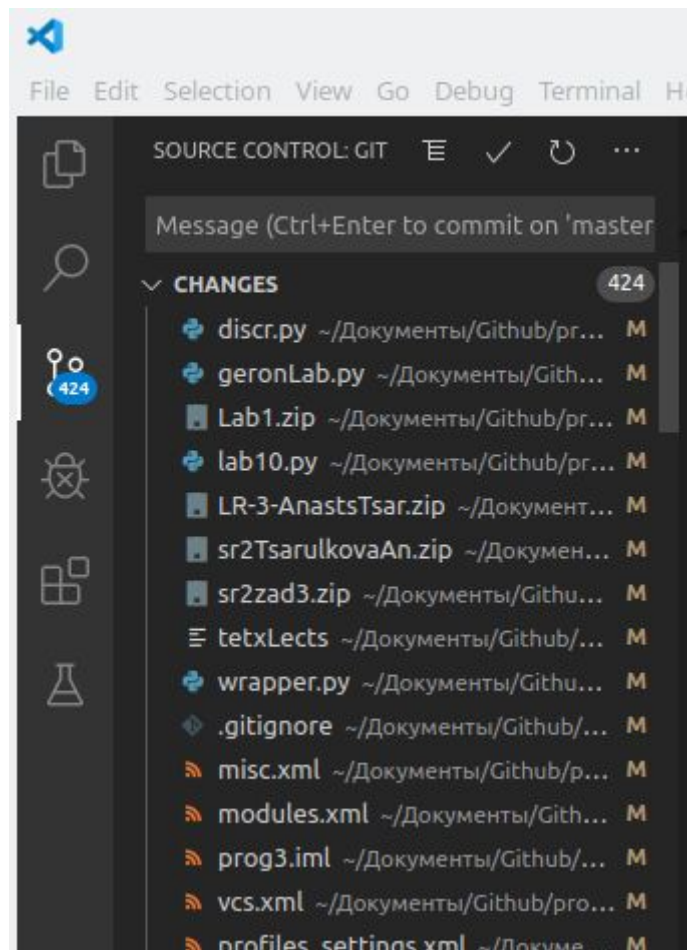 File Edit Selection View Go Debug Terminal H
SOURCE CONTROL: GIT
Message (Ctrl+Enter to commit on 'master
CHANGES 424
discr.py ~/Документы/Github/pr... M
424
geronLab.py ~/Документы/Gith... M
Lab1.zip ~/Документы/Github/pr... M
lab10.py ~/Документы/Github/pr... M
LR-3-AnastsTsar.zip ~/Документ... M
sr2TsarulkovaAn.zip ~/Докумен... M
sr2zad3.zip ~/Документы/Githu... M
tetxLects ~/Документы/Github/... M
wrapper.py ~/Документы/Githu... M
.gitignore ~/Документы/Github/... M
misc.xml ~/Документы/Github/p... M
modules.xml ~/Документы/Gith... M
prog3.iml ~/Документы/Github/... M
vcs.xml ~/Документы/Github/pro... M
profiles_settings.xml ~/Докуме... M